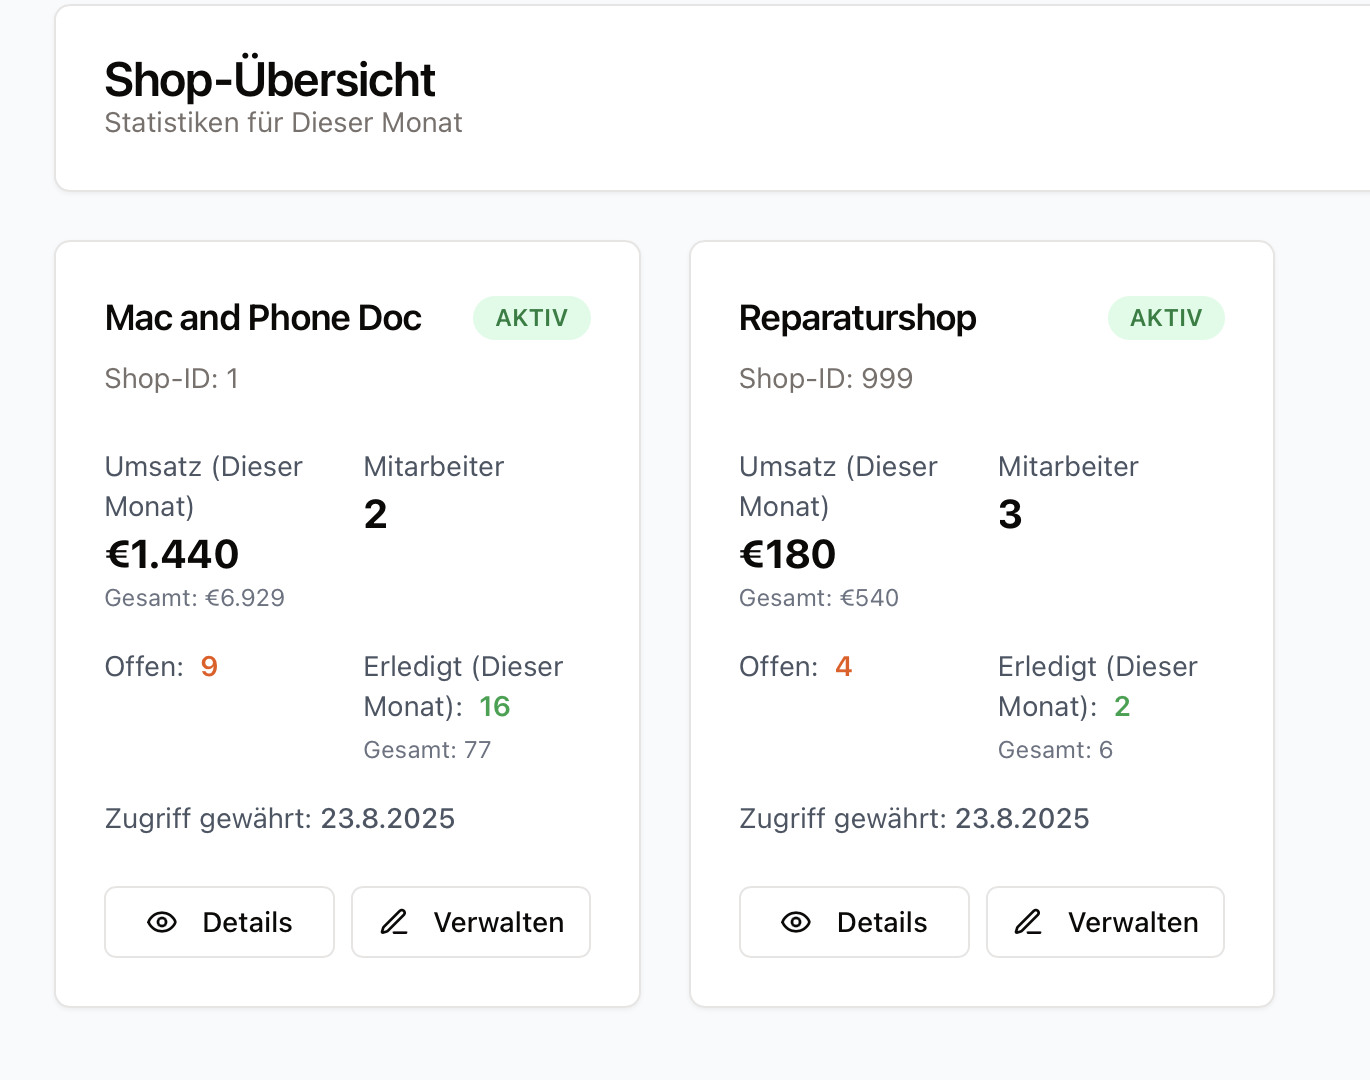 Shop-Übersicht
Statistiken für Dieser Monat
Mac and Phone Doc
AKTIV
Shop-ID: 1
Umsatz (Dieser
Monat)
€1.440
Gesamt: €6.929
Mitarbeiter
2
Offen: 9
Erledigt (Dieser
Monat): 16
Gesamt: 77
Zugriff gewährt: 23.8.2025
Details
Verwalten
Reparaturshop
AKTIV
Shop-ID: 999
Umsatz (Dieser
Monat)
€180
Gesamt: €540
Mitarbeiter
3
Offen: 4
Erledigt (Dieser
Monat): 2
Gesamt: 6
Zugriff gewährt: 23.8.2025
Details
Verwalten